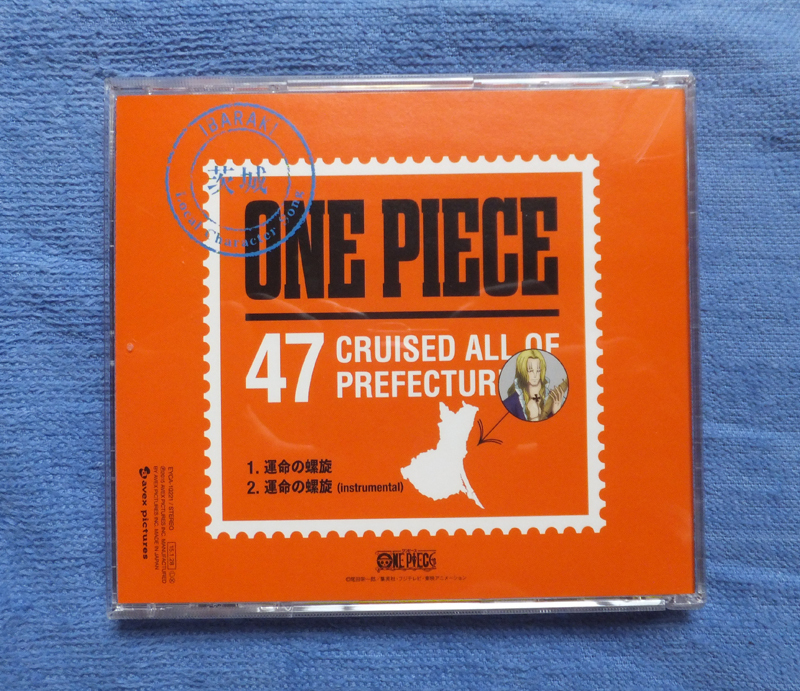 IBARAKI
茨城
Local Character Song
ONE PIECE
47 CRUISED ALL OF
PREFECTUR
1. 運命の螺旋
2. 運命の螺旋 (instrumental)
avex pictures
ONE PIECE